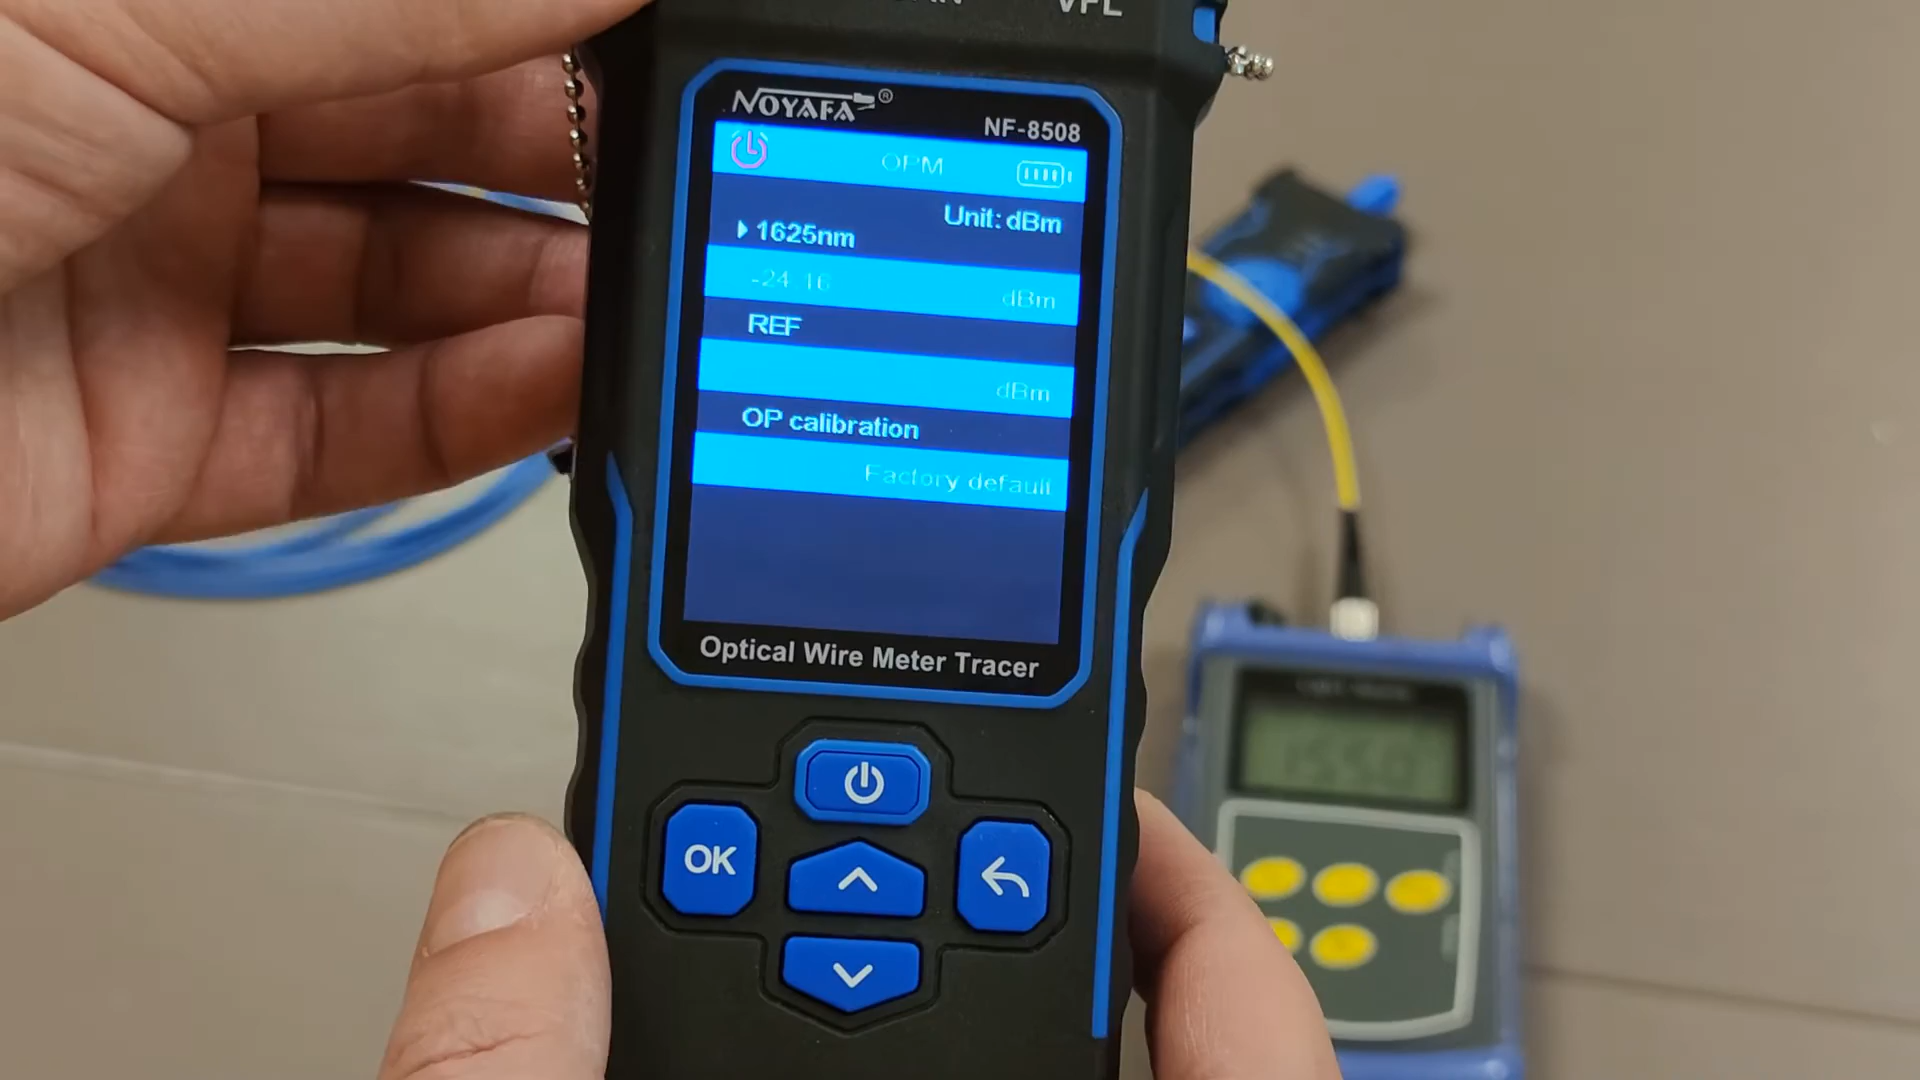 VFL
NOYAFA®
NF-8508
OPM
Unit: dBm
1625nm
-24.16 dBm
REF
dBm
OP calibration
Factory default
Optical Wire Meter Tracer
OK